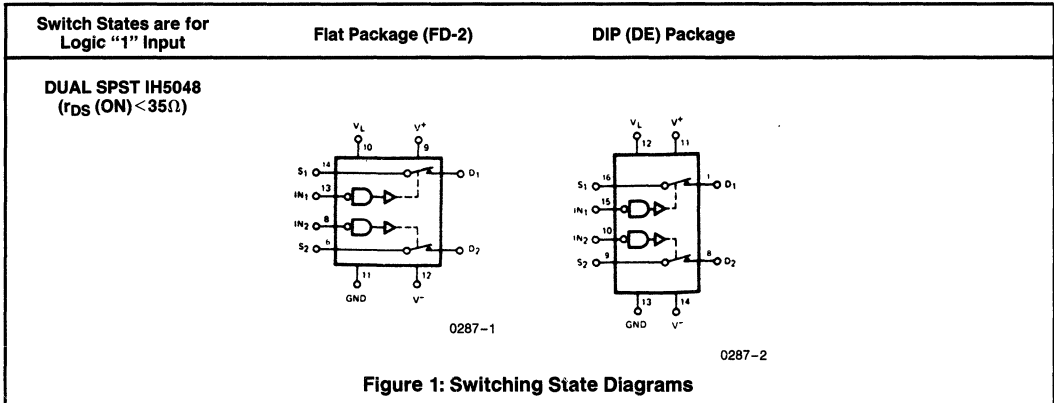 Switch States are for
Logic “1” Input
Flat Package (FD-2)
DIP (DE) Package
DUAL SPST IH5048
(rDS (ON)<35Ω)
VL V+
10 9
S1 14 D1
IN1 13
IN2 8
S2 6 D2
11 12
GND V-
0287–1
VL V+
12 11
S1 16 1 D1
IN1 15
IN2 10
S2 9 8 D2
13 14
GND V-
0287–2
Figure 1: Switching State Diagrams